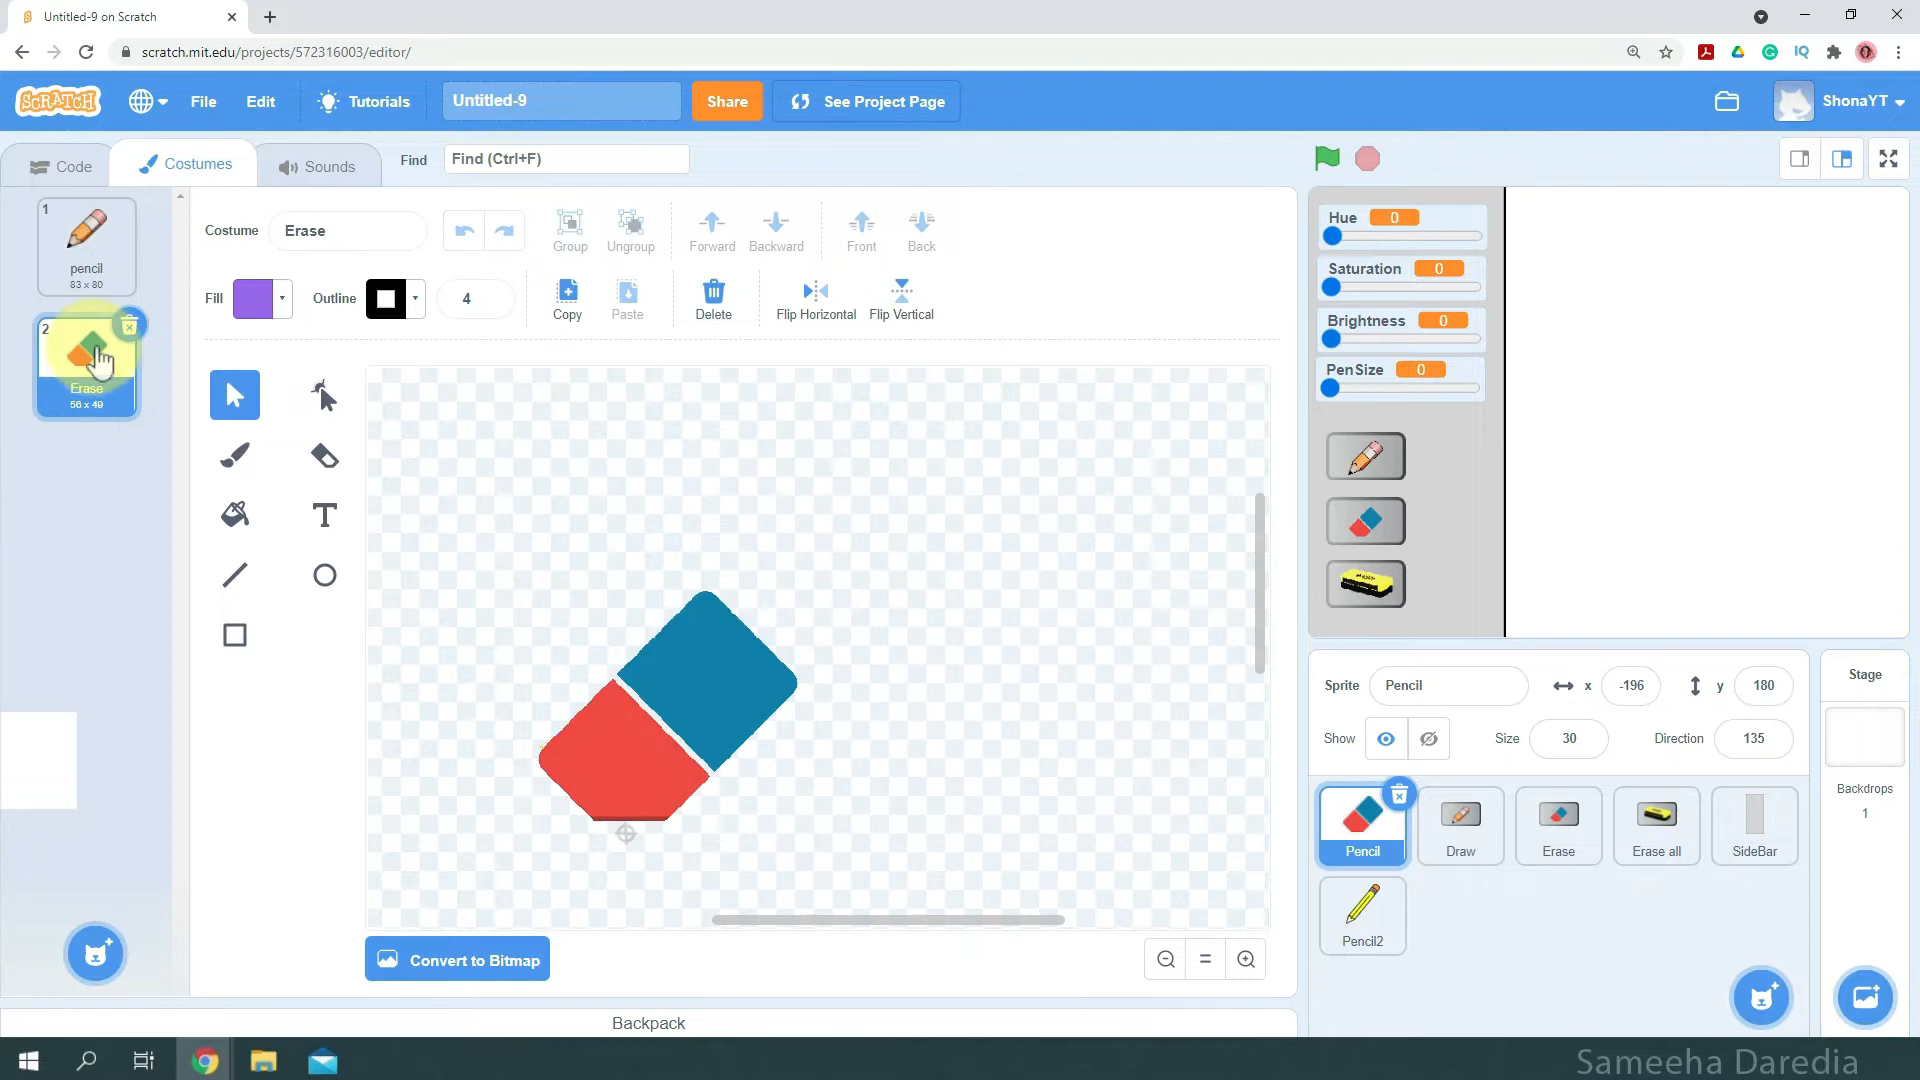 Untitled-9 on Scratch
scratch.mit.edu/projects/572316003/editor/
SCRATCH
File
Edit
Tutorials
Untitled-9
Share
See Project Page
ShonaYT
Code
Costumes
Sounds
Find
Find (Ctrl+F)
1
pencil
83 x 80
2
Erase
56 x 49
Costume
Erase
Group
Ungroup
Forward
Backward
Front
Back
Fill
Outline
4
Copy
Paste
Delete
Flip Horizontal
Flip Vertical
T
Convert to Bitmap
Backpack
Hue 0
Saturation 0
Brightness 0
PenSize 0
Sprite
Pencil
x
-196
y
180
Show
Size
30
Direction
135
Pencil
Draw
Erase
Erase all
SideBar
Pencil2
Stage
Backdrops
1
IQ
Sameeha Daredia